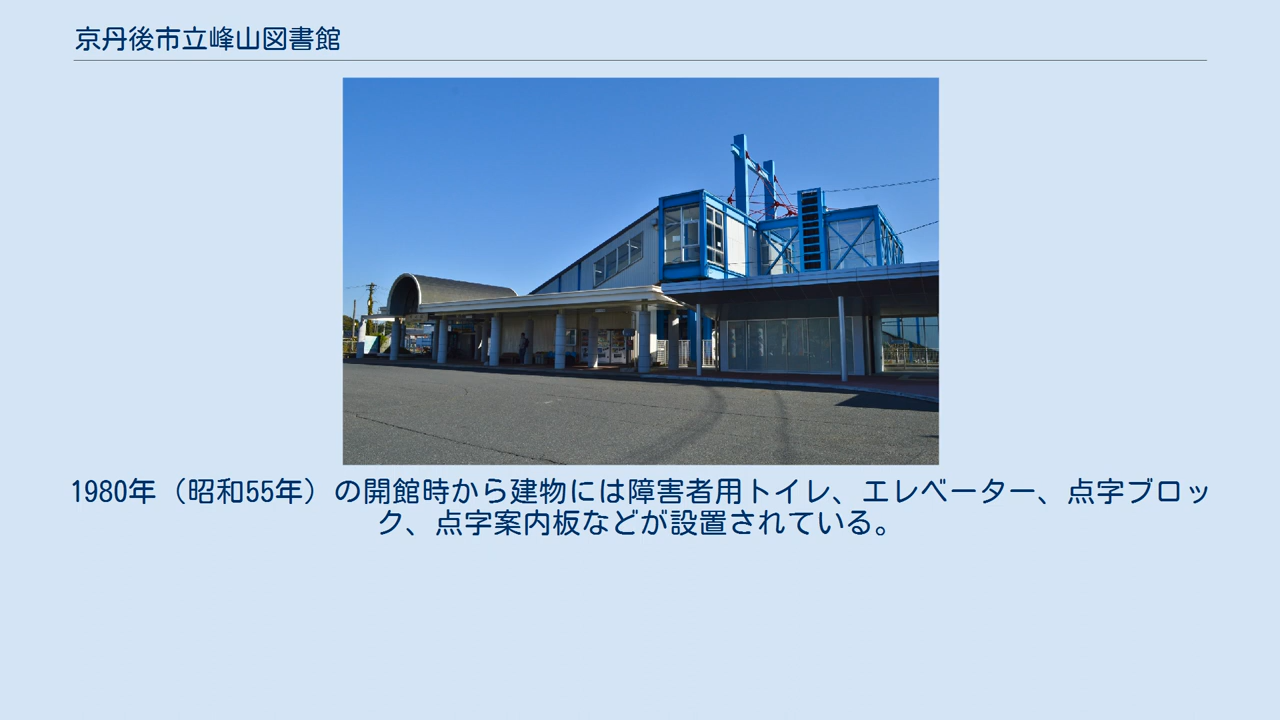 京丹後市立峰山図書館
1980年（昭和55年）の開館時から建物には障害者用トイレ、エレベーター、点字ブロッ
ク、点字案内板などが設置されている。